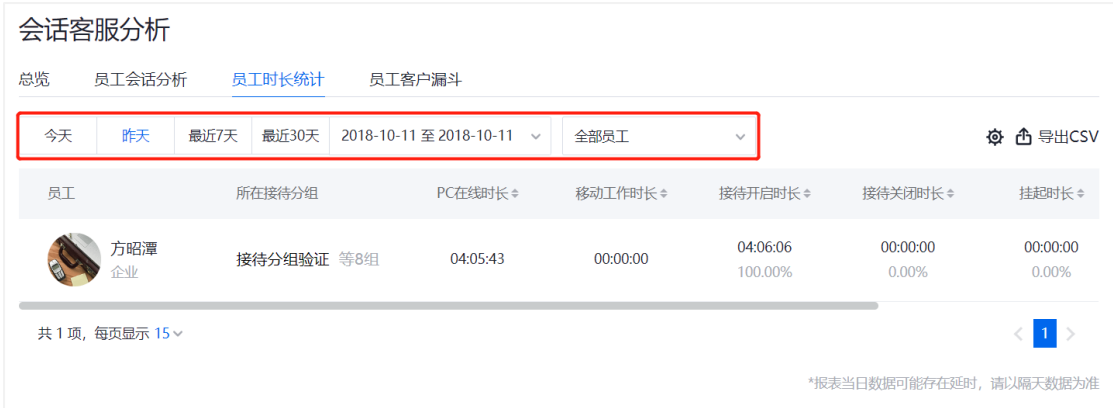 会话客服分析
总览 员工会话分析 员工时长统计 员工客户漏斗
今天 昨天 最近7天 最近30天 2018-10-11 至 2018-10-11 全部员工 导出CSV
员工 所在接待分组 PC在线时长 移动工作时长 接待开启时长 接待关闭时长 挂起时长
方昭潭 接待分组验证 等8组 04:05:43 00:00:00 04:06:06 00:00:00 00:00:00
企业 100.00% 0.00% 0.00%
共 1 项，每页显示 15 1
*报表当日数据可能存在延时，请以隔天数据为准